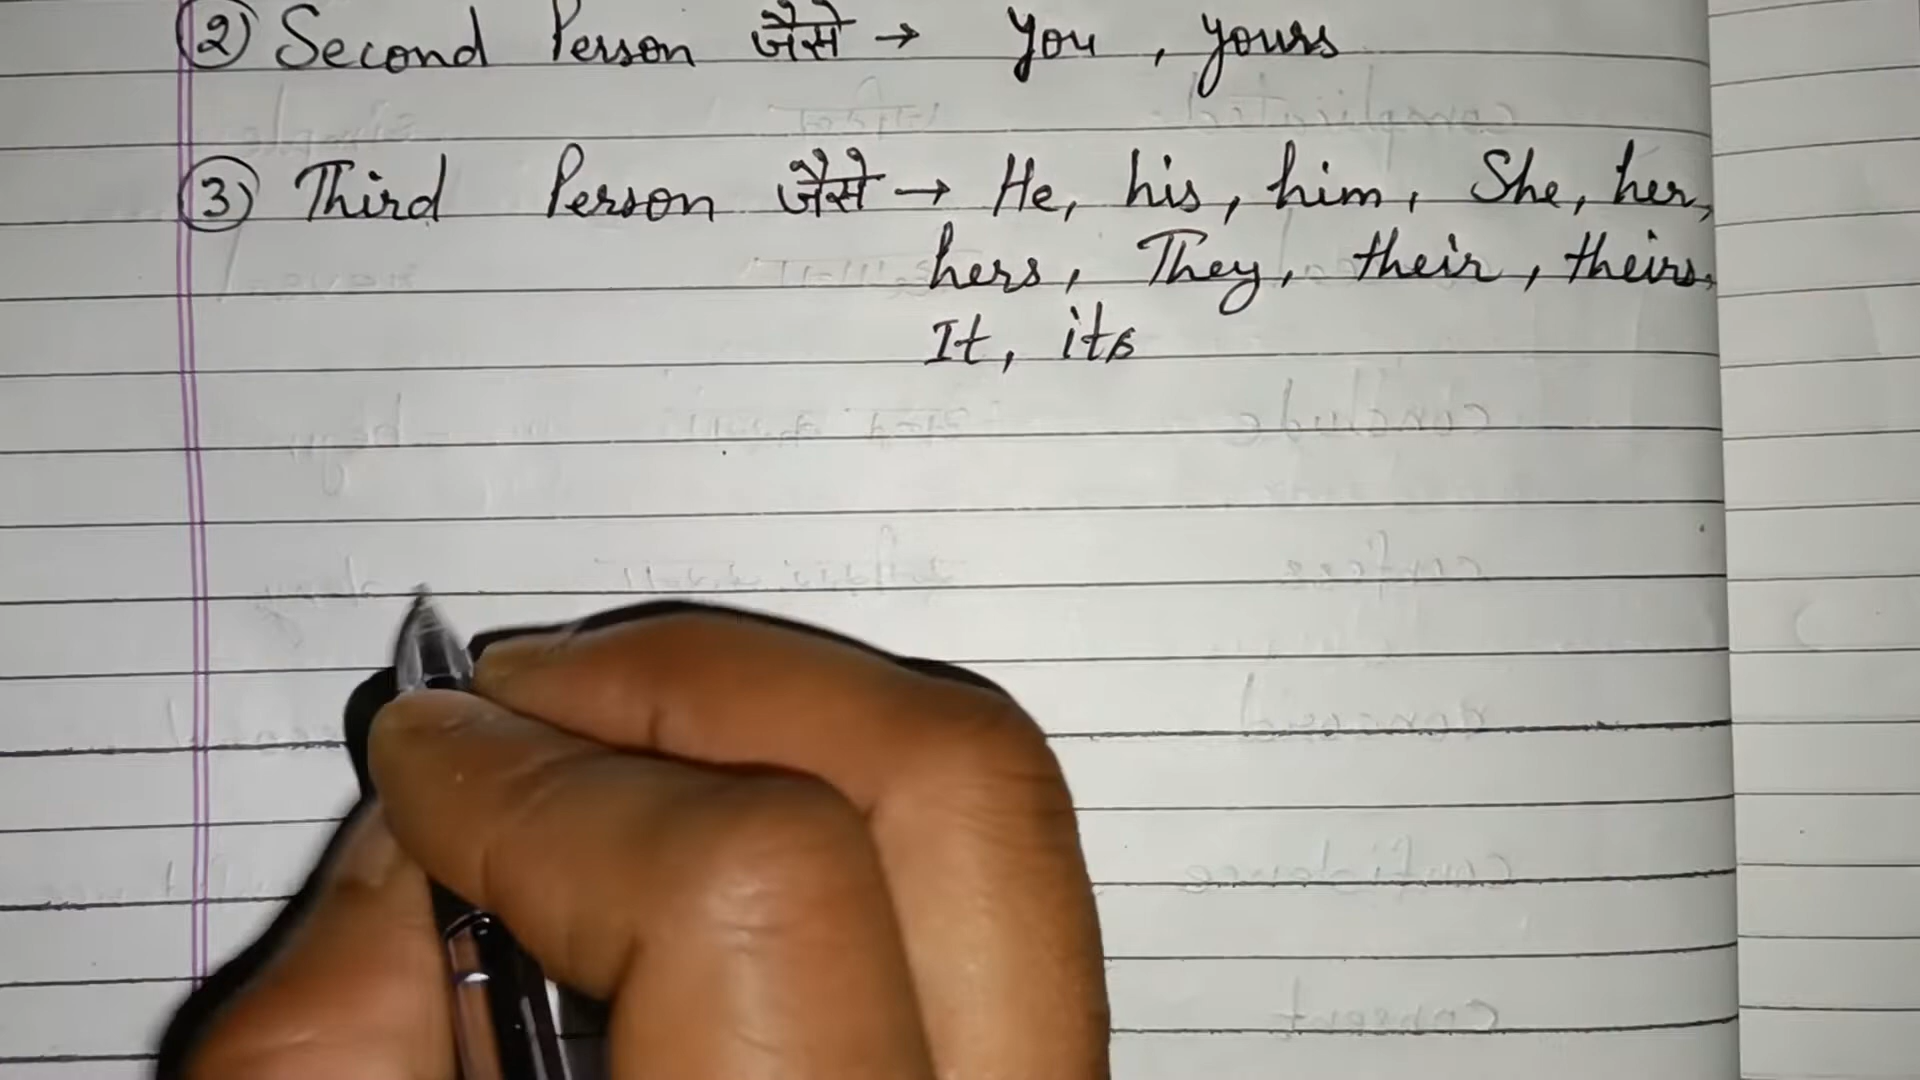 ② Second Person जैसे → You, yours
③ Third Person जैसे → He, his, him, She, her,
hers, They, their, theirs,
It, its